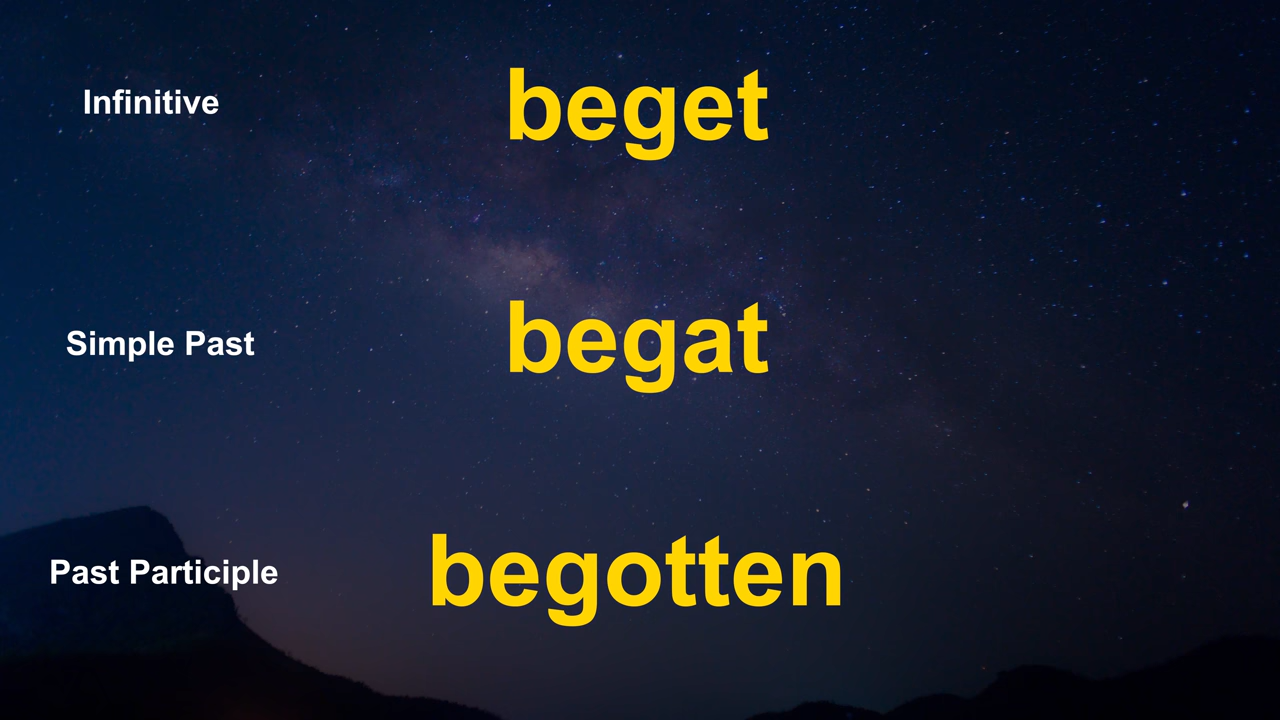 Infinitive
beget
Simple Past
begat
Past Participle
begotten